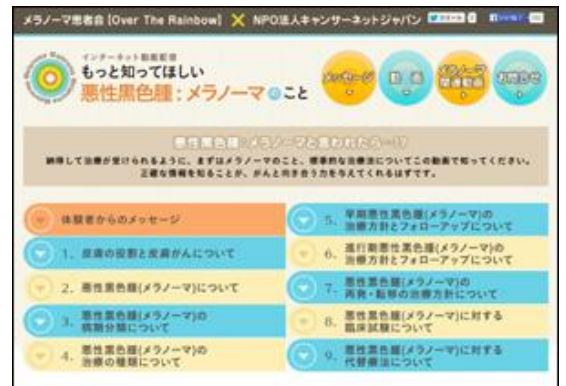 メラノーマ患者会【Over The Rainbow】 × NPO法人キャンサーネットジャパン
インターネット動画配信
もっと知ってほしい
悪性黒色腫：メラノーマのこと
メッセージ
動 画
メラノーマ
関連動画
お問合せ
悪性黒色腫：メラノーマと言われたら…!?
納得して治療が受けられるように、まずはメラノーマのこと、標準的な治療法についてこの動画で知ってください。
正確な情報を知ることが、がんと向き合う力を与えてくれるはずです。
体験者からのメッセージ
1. 皮膚の役割と皮膚がんについて
2. 悪性黒色腫(メラノーマ)について
3. 悪性黒色腫(メラノーマ)の
病期分類について
4. 悪性黒色腫(メラノーマ)の
治療の種類について
5. 早期悪性黒色腫(メラノーマ)の
治療方針とフォローアップについて
6. 進行期悪性黒色腫(メラノーマ)の
治療方針とフォローアップについて
7. 悪性黒色腫(メラノーマ)の
再発・転移の治療方針について
8. 悪性黒色腫(メラノーマ)に対する
臨床試験について
9. 悪性黒色腫(メラノーマ)に対する
代替療法について